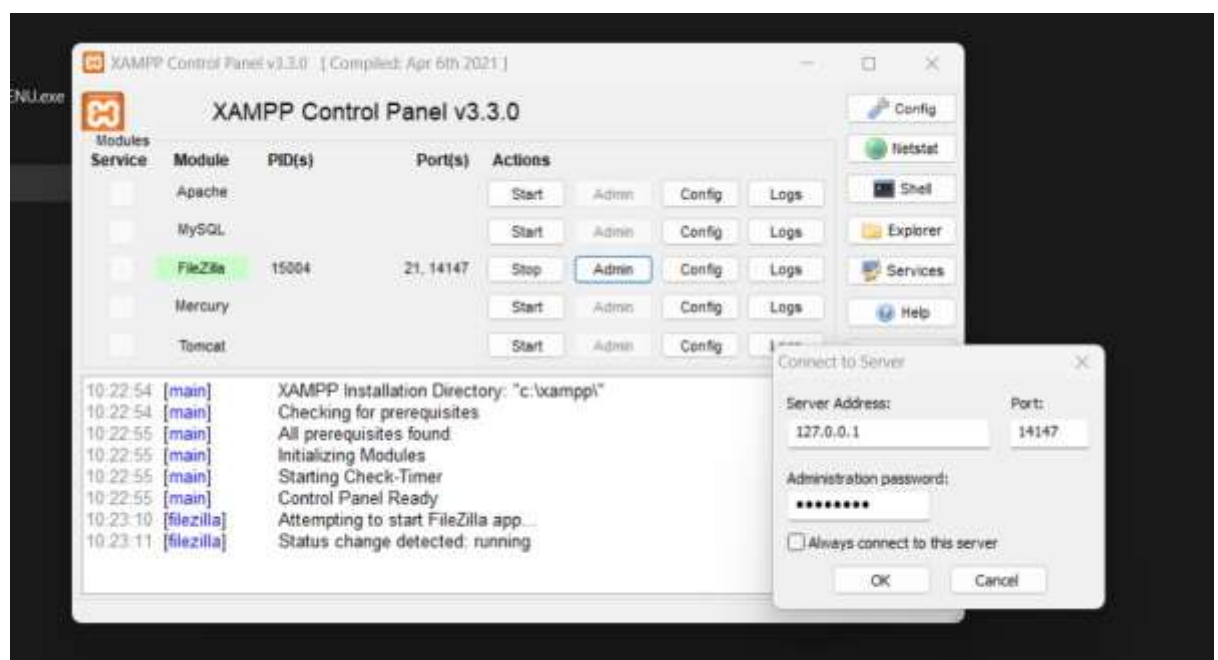 ENU.exe
XAMPP Control Panel v3.3.0 [ Compiled: Apr 6th 2021 ]
XAMPP Control Panel v3.3.0
Config
Modules
Service Module PID(s) Port(s) Actions
Netstat
Apache Start Admin Config Logs
Shell
MySQL Start Admin Config Logs
Explorer
FileZilla 15004 21, 14147 Stop Admin Config Logs
Services
Mercury Start Admin Config Logs
Help
Tomcat Start Admin Config
10:22:54 [main] XAMPP Installation Directory: "c:\xampp\"
10:22:54 [main] Checking for prerequisites
10:22:55 [main] All prerequisites found
10:22:55 [main] Initializing Modules
10:22:55 [main] Starting Check-Timer
10:22:55 [main] Control Panel Ready
10:23:10 [filezilla] Attempting to start FileZilla app...
10:23:11 [filezilla] Status change detected: running
Connect to Server
Server Address: Port:
127.0.0.1 14147
Administration password:
••••••••
Always connect to this server
OK Cancel